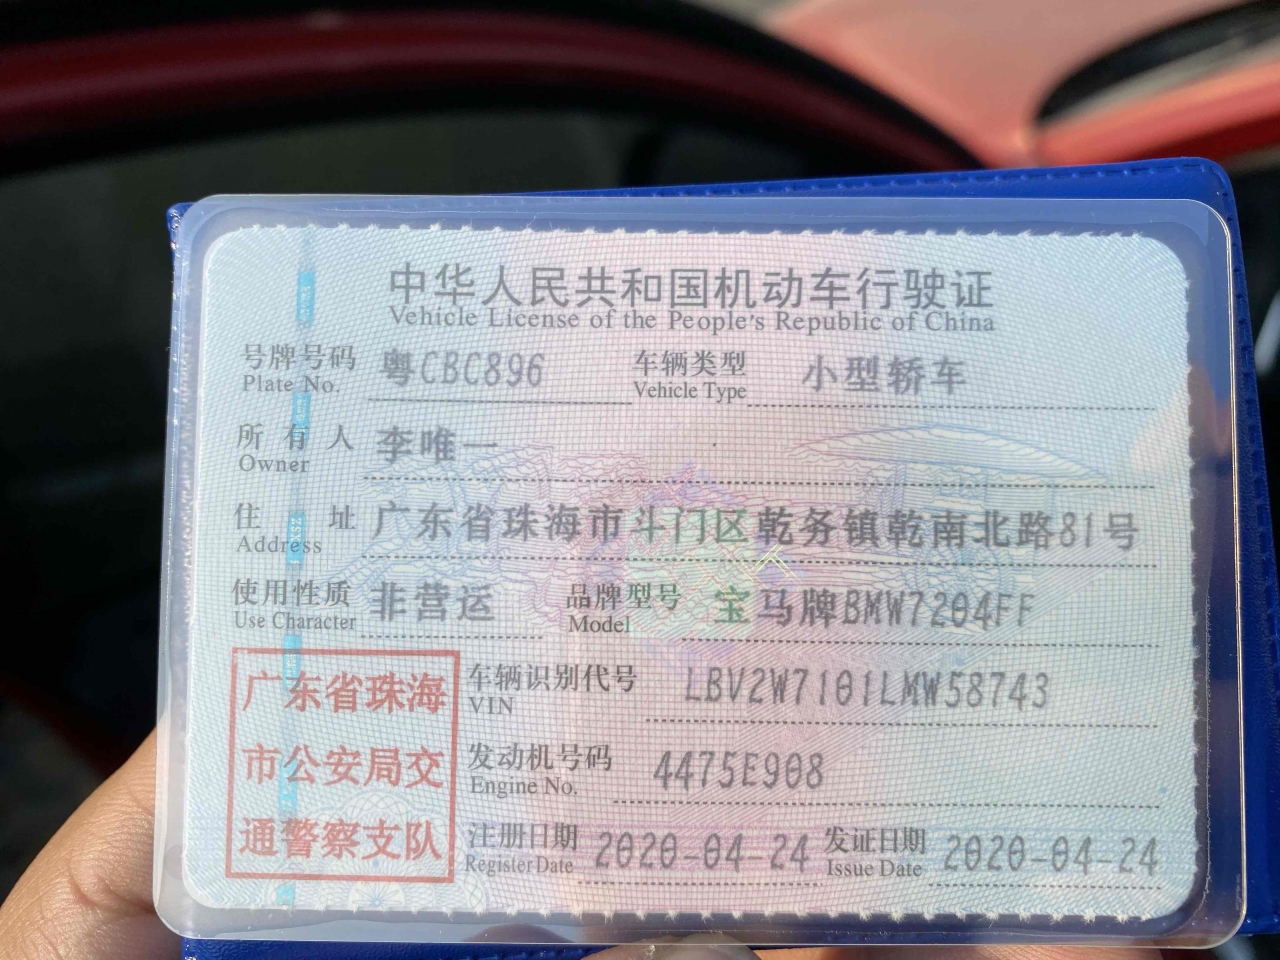 中华人民共和国机动车行驶证
Vehicle License of the People's Republic of China
号牌号码 粤CBC896 车辆类型 小型轿车
Plate No. Vehicle Type
所有人 李唯一
Owner
住址 广东省珠海市斗门区乾务镇乾南北路81号
Address
使用性质 非营运 品牌型号 宝马牌BMW7204FF
Use Character Model
广东省珠海 车辆识别代号 LBV2W7101LMW58743
VIN
市公安局交 发动机号码 4475E908
Engine No.
通警察支队 注册日期 2020-04-24 发证日期 2020-04-24
Register Date Issue Date